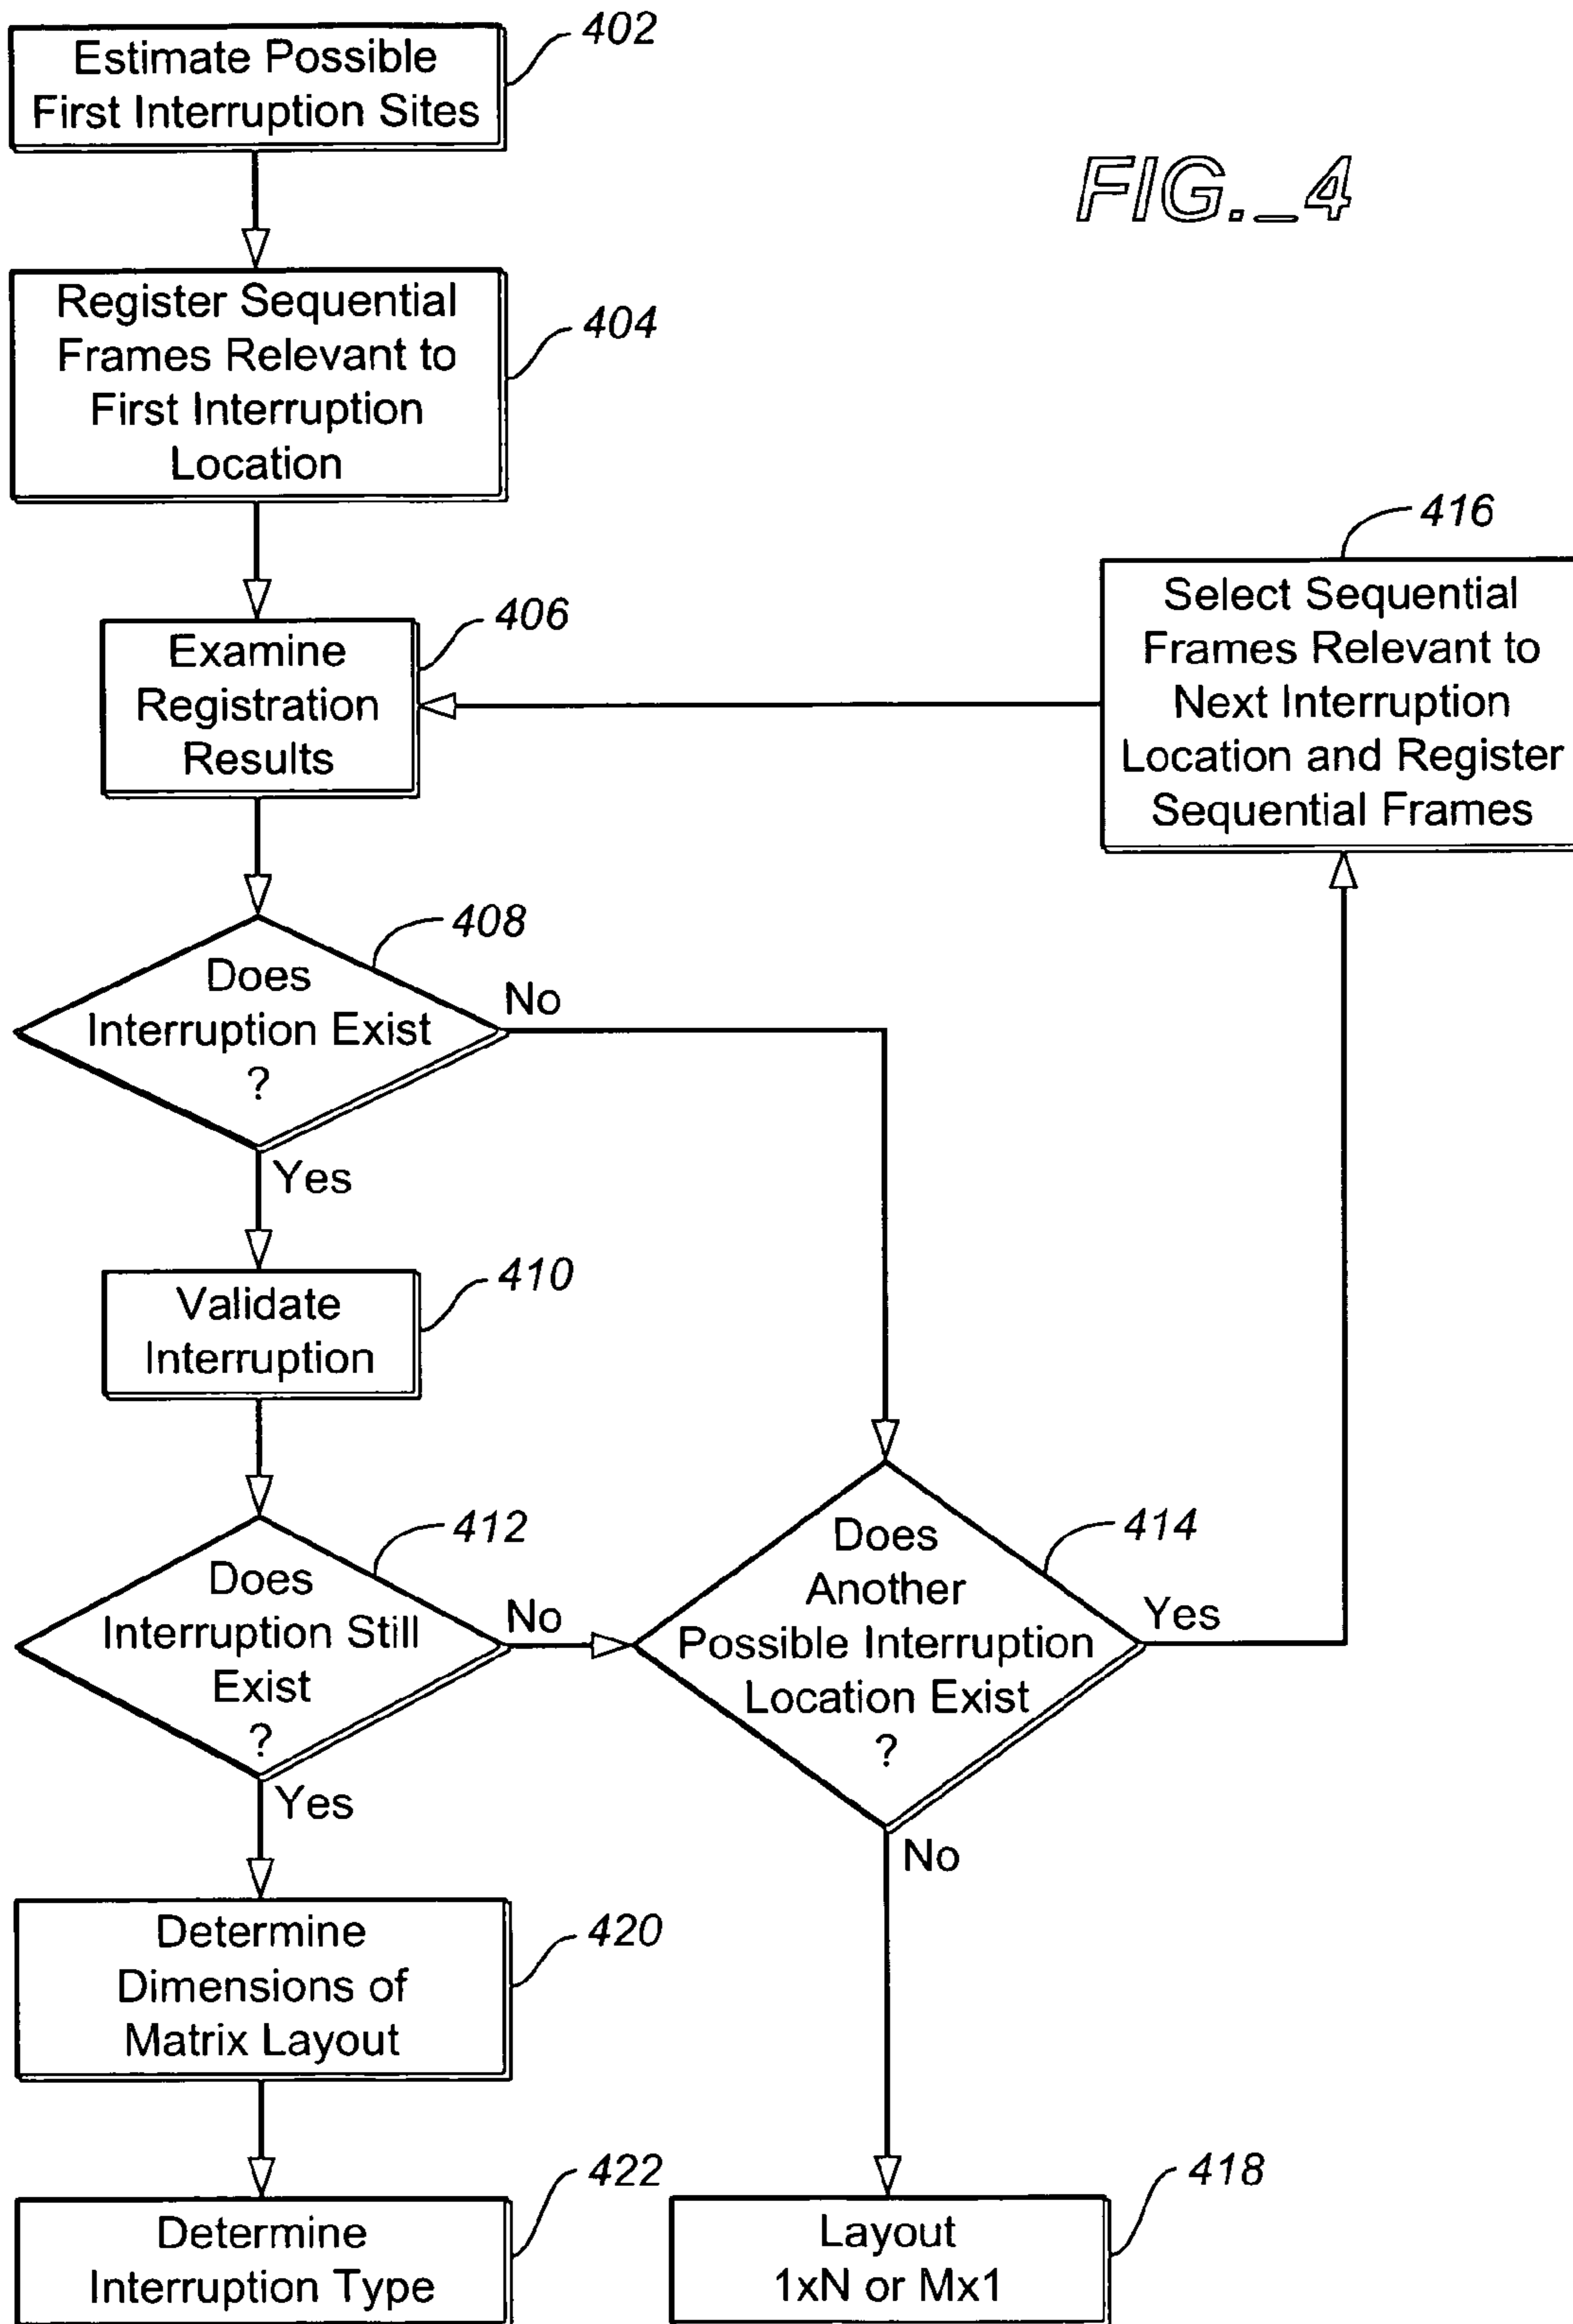 402
Estimate Possible
First Interruption Sites
FIG._4
Register Sequential
Frames Relevant to
First Interruption
Location
404
416
Select Sequential
Frames Relevant to
Next Interruption
Location and Register
Sequential Frames
406
Examine
Registration
Results
408
Does
Interruption Exist
?
No
Yes
410
Validate
Interruption
412
Does
Interruption Still
Exist
?
No
Yes
414
Does
Another
Possible Interruption
Location Exist
?
Yes
No
420
Determine
Dimensions of
Matrix Layout
422
Determine
Interruption Type
418
Layout
1xN or Mx1